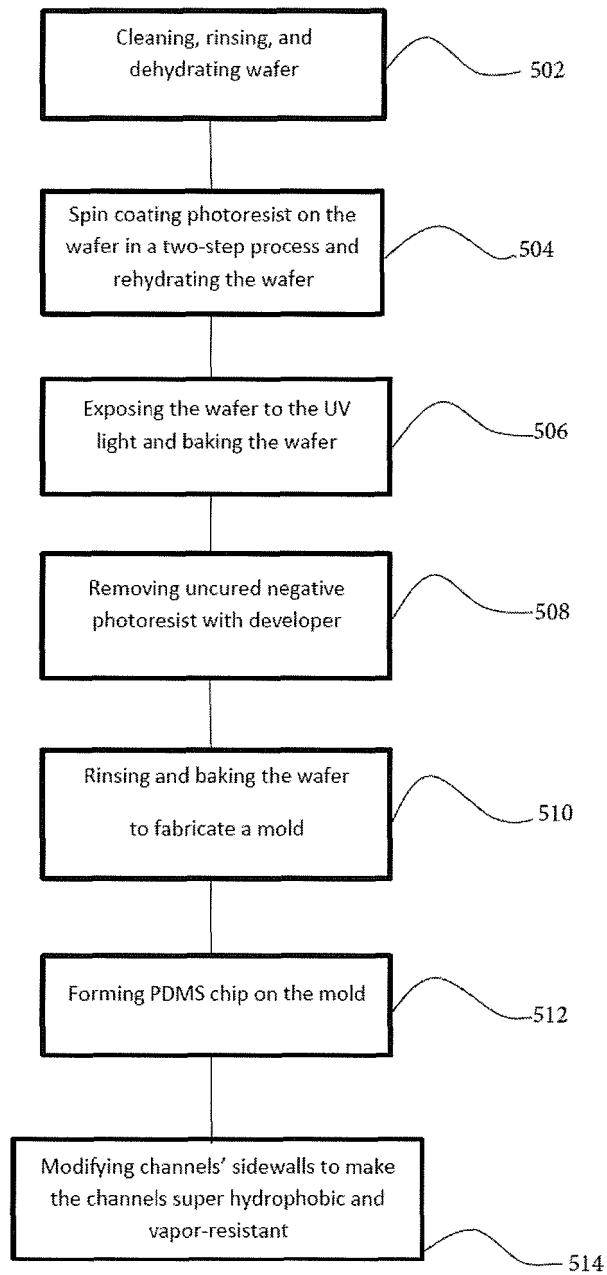 Cleaning, rinsing, and
dehydrating wafer
502
Spin coating photoresist on the
wafer in a two-step process and
rehydrating the wafer
504
Exposing the wafer to the UV
light and baking the wafer
506
Removing uncured negative
photoresist with developer
508
Rinsing and baking the wafer
to fabricate a mold
510
Forming PDMS chip on the mold
512
Modifying channels' sidewalls to make
the channels super hydrophobic and
vapor-resistant
514